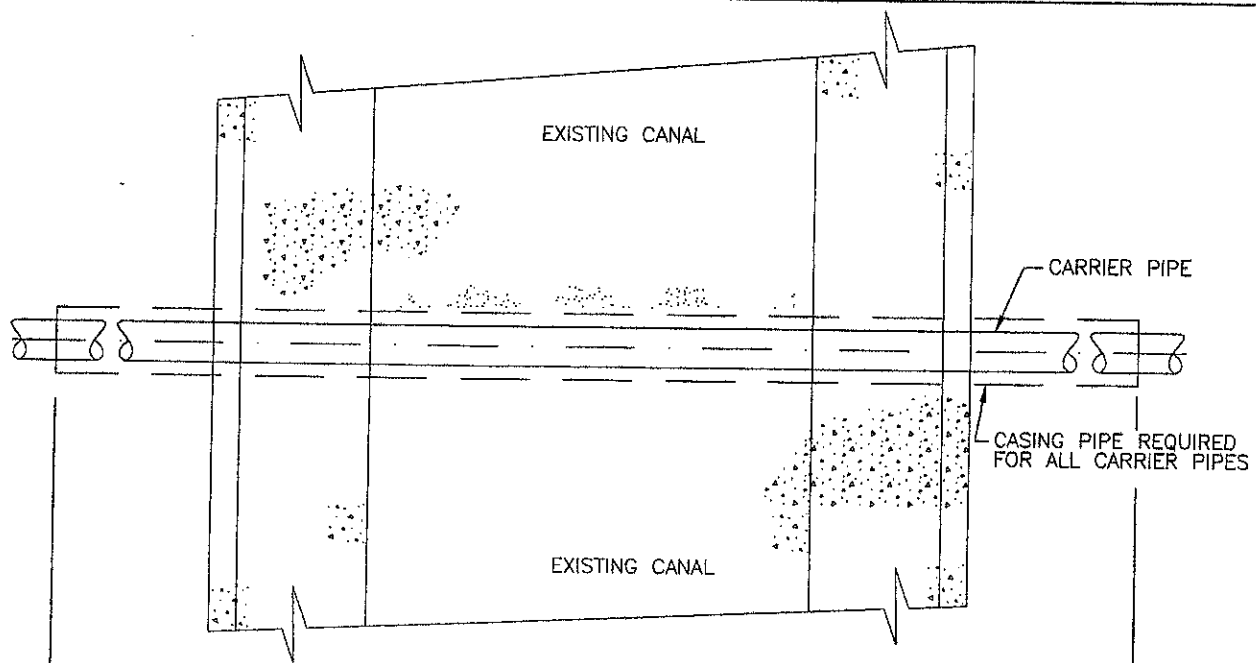 EXISTING CANAL
CARRIER PIPE
CASING PIPE REQUIRED
FOR ALL CARRIER PIPES
EXISTING CANAL